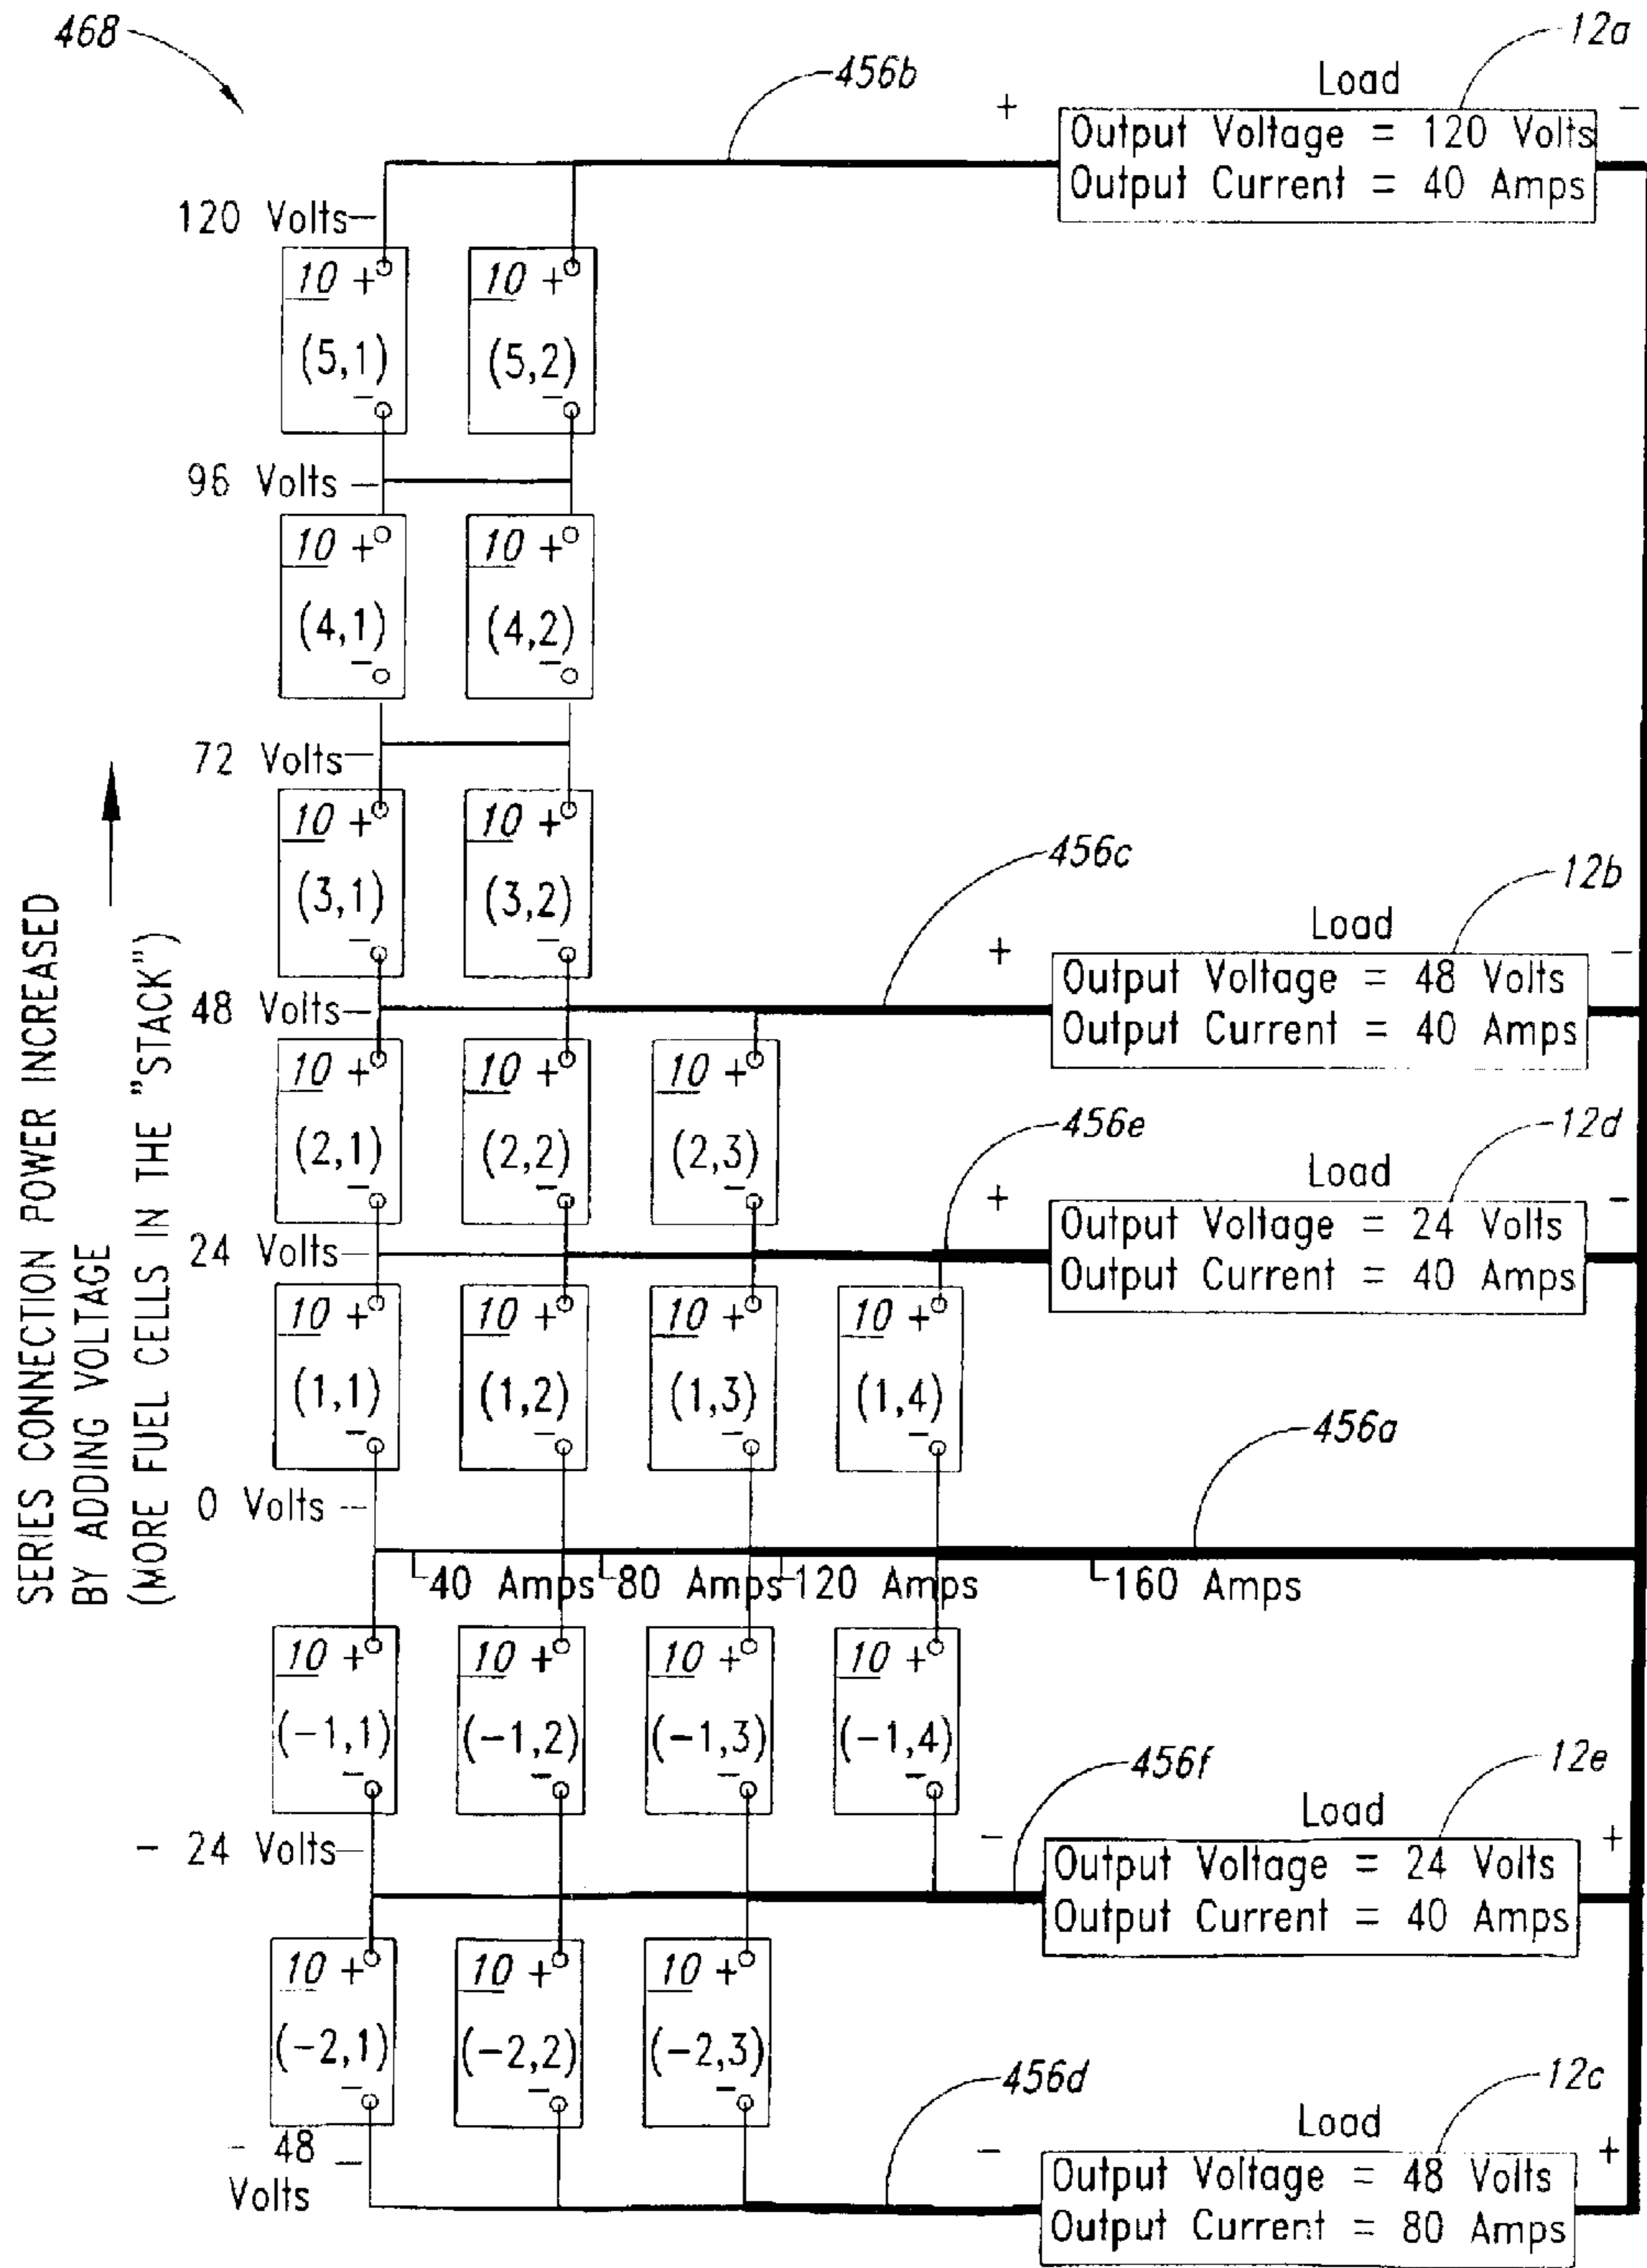 468
456b
12a
Load
+
-
Output Voltage = 120 Volts
Output Current = 40 Amps
120 Volts
10 +
(5,1)
-
10 +
(5,2)
-
96 Volts
10 +
(4,1)
-
10 +
(4,2)
-
72 Volts
10 +
(3,1)
-
10 +
(3,2)
-
SERIES CONNECTION POWER INCREASED
BY ADDING VOLTAGE
(MORE FUEL CELLS IN THE "STACK")
456c
12b
Load
+
-
Output Voltage = 48 Volts
Output Current = 40 Amps
48 Volts
10 +
(2,1)
-
10 +
(2,2)
-
10 +
(2,3)
-
456e
12d
Load
+
-
Output Voltage = 24 Volts
Output Current = 40 Amps
24 Volts
10 +
(1,1)
-
10 +
(1,2)
-
10 +
(1,3)
-
10 +
(1,4)
-
456a
0 Volts
40 Amps
80 Amps
120 Amps
160 Amps
10 +
(-1,1)
-
10 +
(-1,2)
-
10 +
(-1,3)
-
10 +
(-1,4)
-
456f
12e
Load
-
+
Output Voltage = 24 Volts
Output Current = 40 Amps
- 24 Volts
10 +
(-2,1)
-
10 +
(-2,2)
-
10 +
(-2,3)
-
456d
12c
Load
-
+
Output Voltage = 48 Volts
Output Current = 80 Amps
- 48
Volts